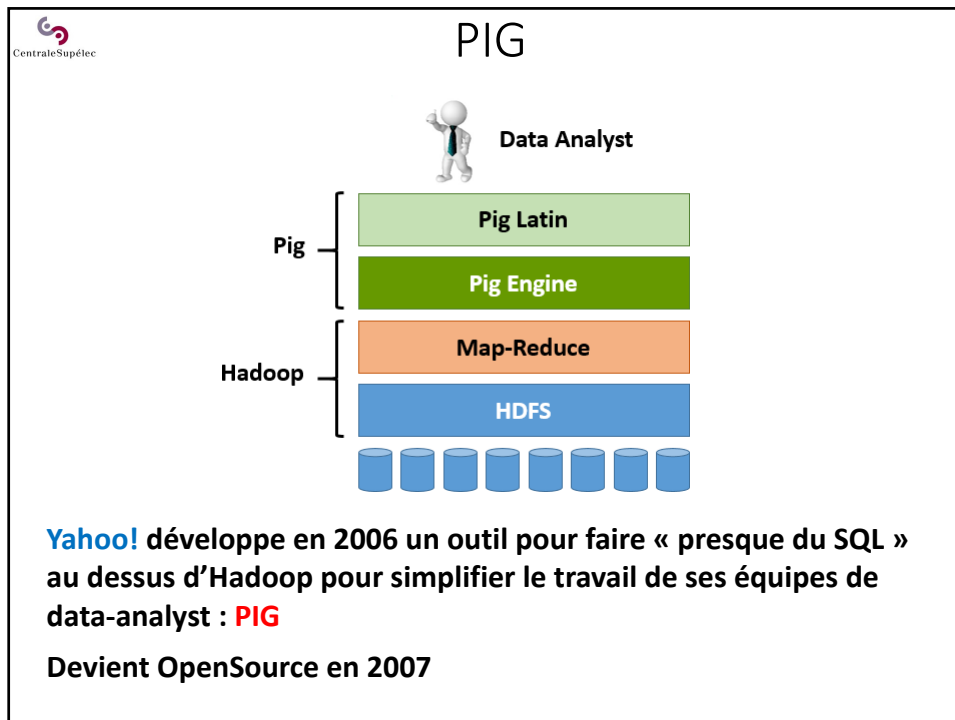 CentraleSupélec
PIG
Data Analyst
Pig
Pig Latin
Pig Engine
Hadoop
Map-Reduce
HDFS
Yahoo! développe en 2006 un outil pour faire « presque du SQL »
au dessus d’Hadoop pour simplifier le travail de ses équipes de
data-analyst : PIG
Devient OpenSource en 2007